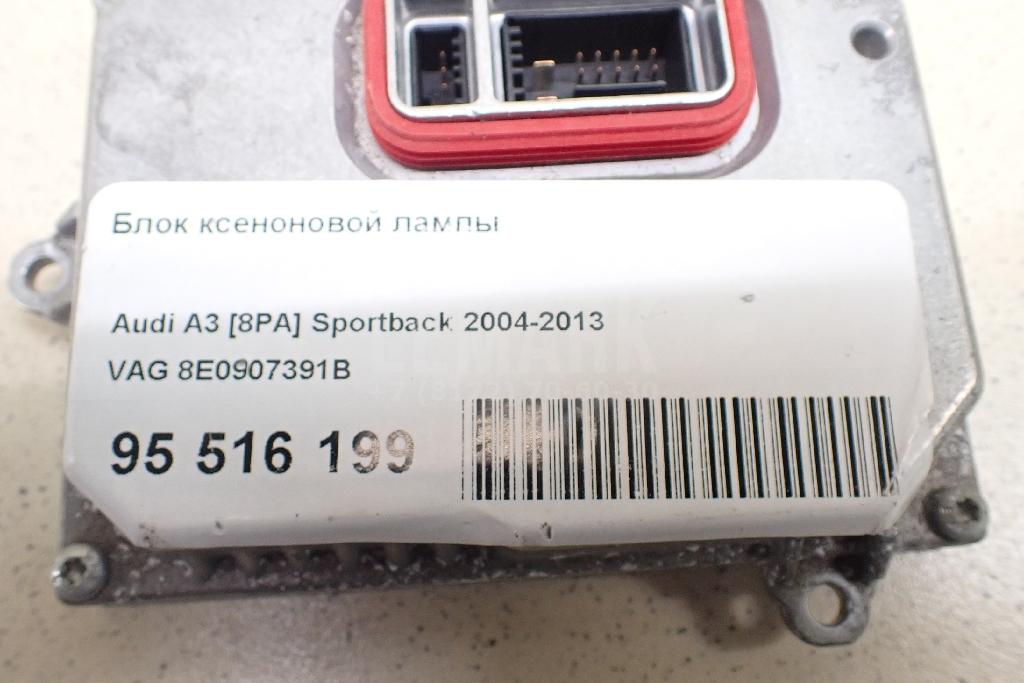 Блок ксеноновой лампы
Audi A3 [8PA] Sportback 2004-2013
VAG 8E0907391B
95 516 199